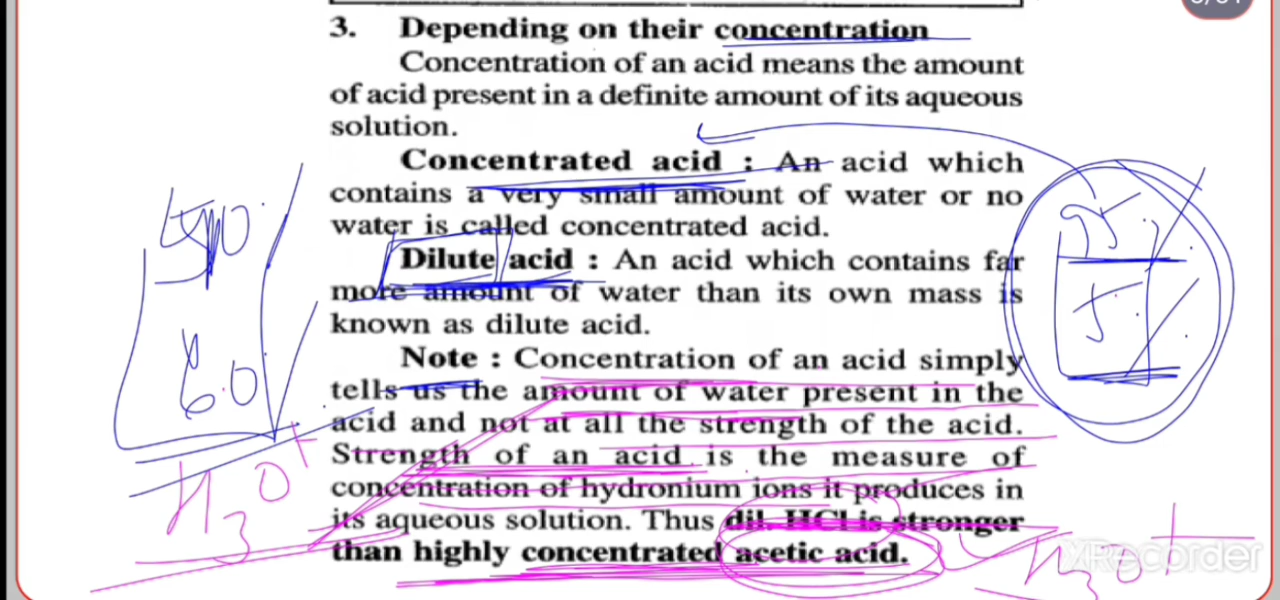 3. Depending on their concentration
Concentration of an acid means the amount
of acid present in a definite amount of its aqueous
solution.
Concentrated acid : An acid which
contains a very small amount of water or no
water is called concentrated acid.
Dilute acid : An acid which contains far
more amount of water than its own mass is
known as dilute acid.
Note : Concentration of an acid simply
tells us the amount of water present in the
acid and not at all the strength of the acid.
Strength of an acid is the measure of
concentration of hydronium ions it produces in
its aqueous solution. Thus dil. HCl is stronger
than highly concentrated acetic acid.
60
H3O+
95
5
H3O+
XRecorder